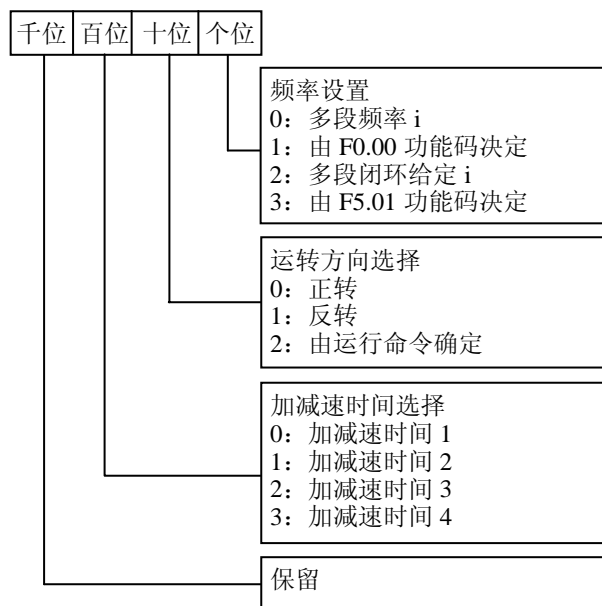 千位 百位 十位 个位
频率设置
0：多段频率 i
1：由 F0.00 功能码决定
2：多段闭环给定 i
3：由 F5.01 功能码决定
运转方向选择
0：正转
1：反转
2：由运行命令确定
加减速时间选择
0：加减速时间 1
1：加减速时间 2
2：加减速时间 3
3：加减速时间 4
保留